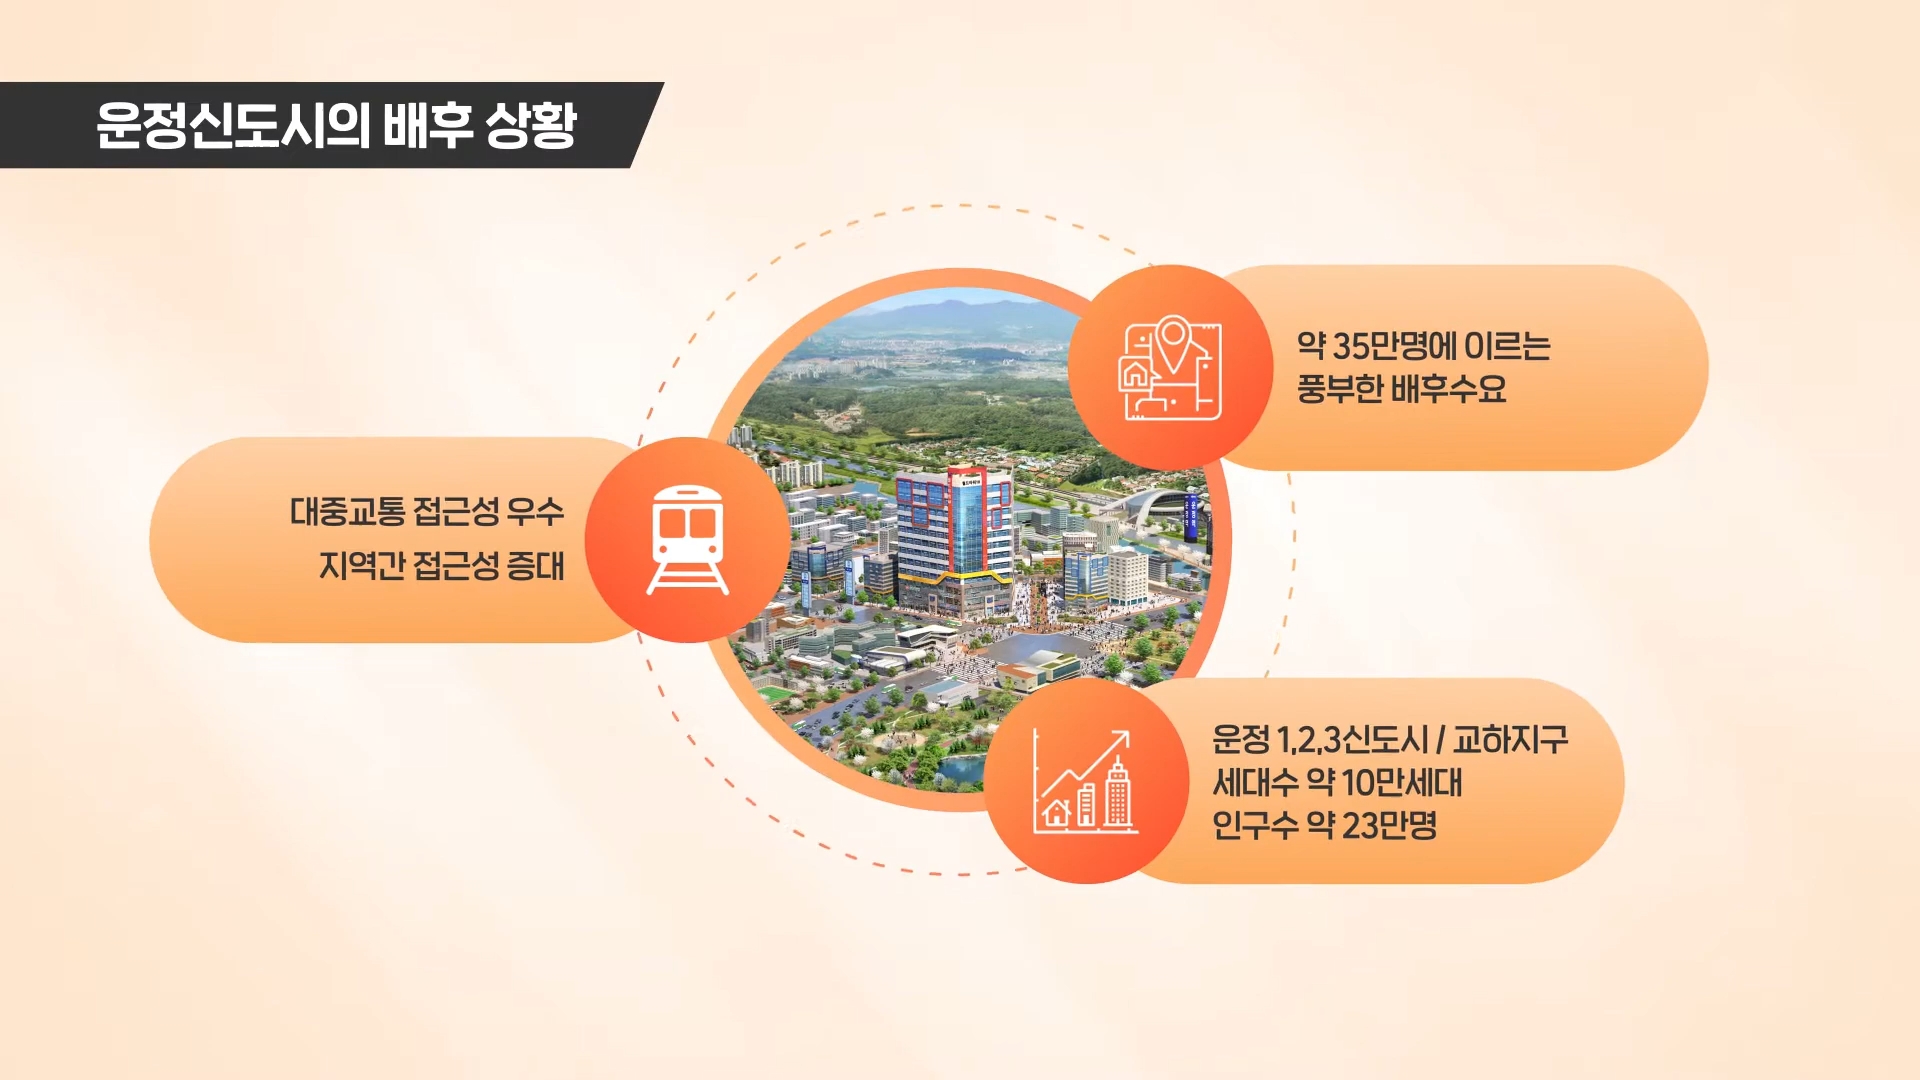 운정신도시의 배후 상황
약 35만명에 이르는
풍부한 배후수요
대중교통 접근성 우수
지역간 접근성 증대
운정 1,2,3신도시 / 교하지구
세대수 약 10만세대
인구수 약 23만명